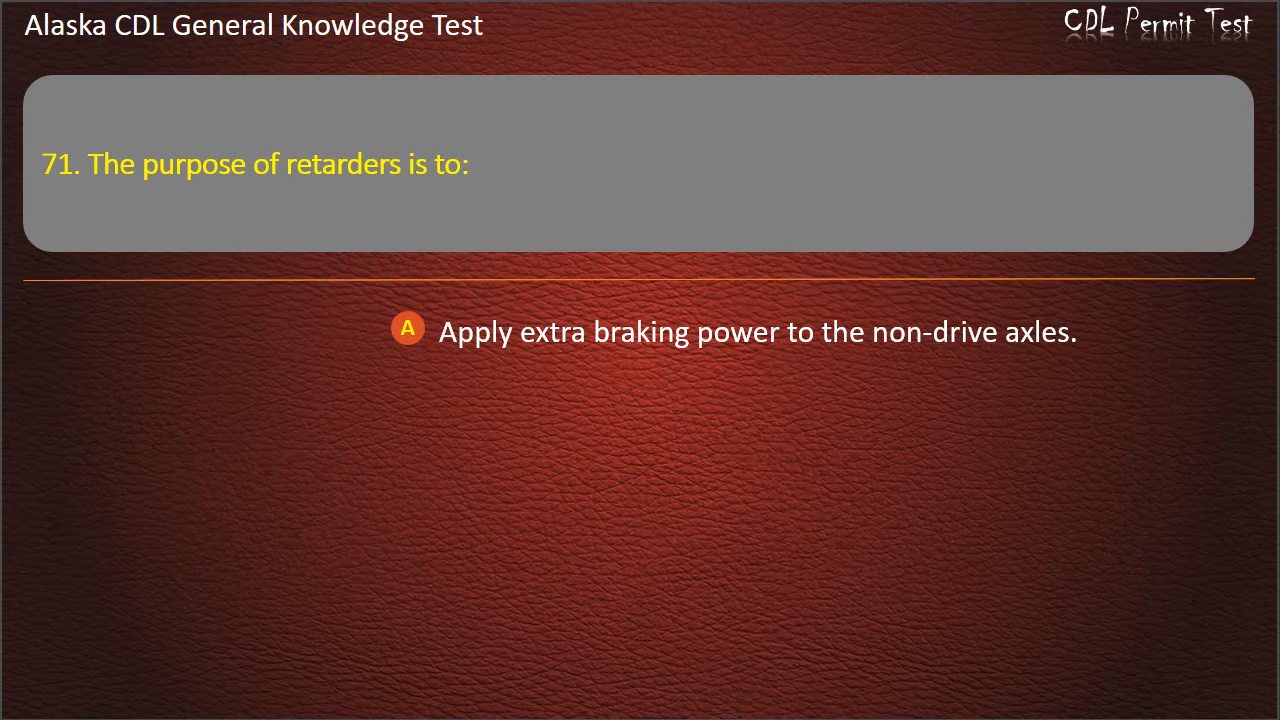 Alaska CDL General Knowledge Test
CDL Permit Test
71. The purpose of retarders is to:
A Apply extra braking power to the non-drive axles.